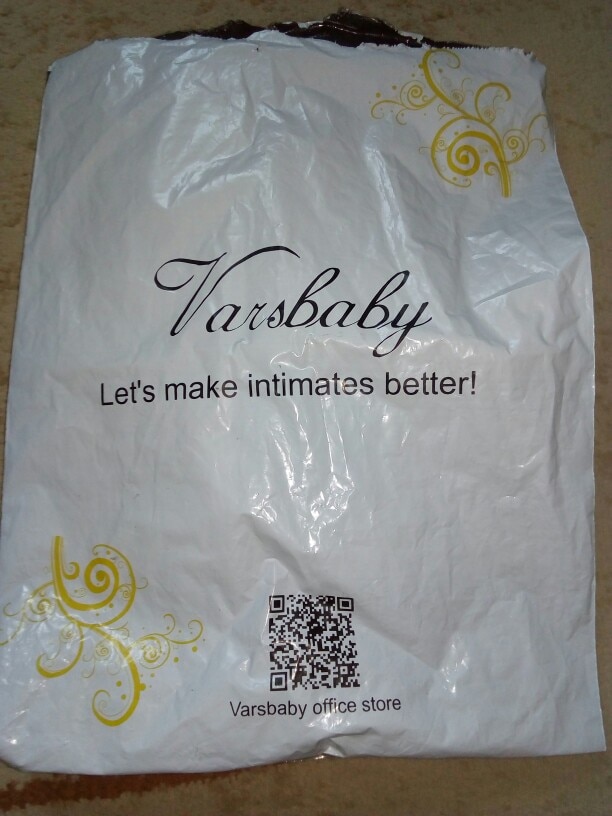 Varsbaby
Let's make intimates better!
Varsbaby office store